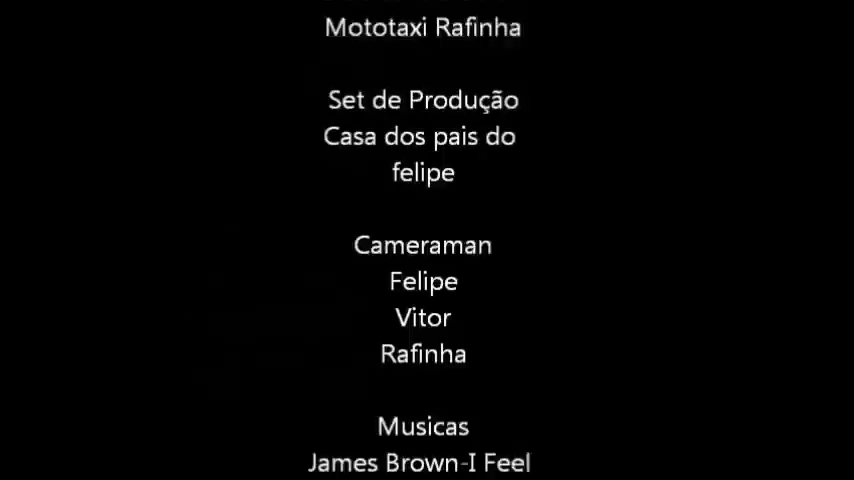 Mototaxi Rafinha
Set de Produção
Casa dos pais do
felipe
Cameraman
Felipe
Vitor
Rafinha
Musicas
James Brown-I Feel